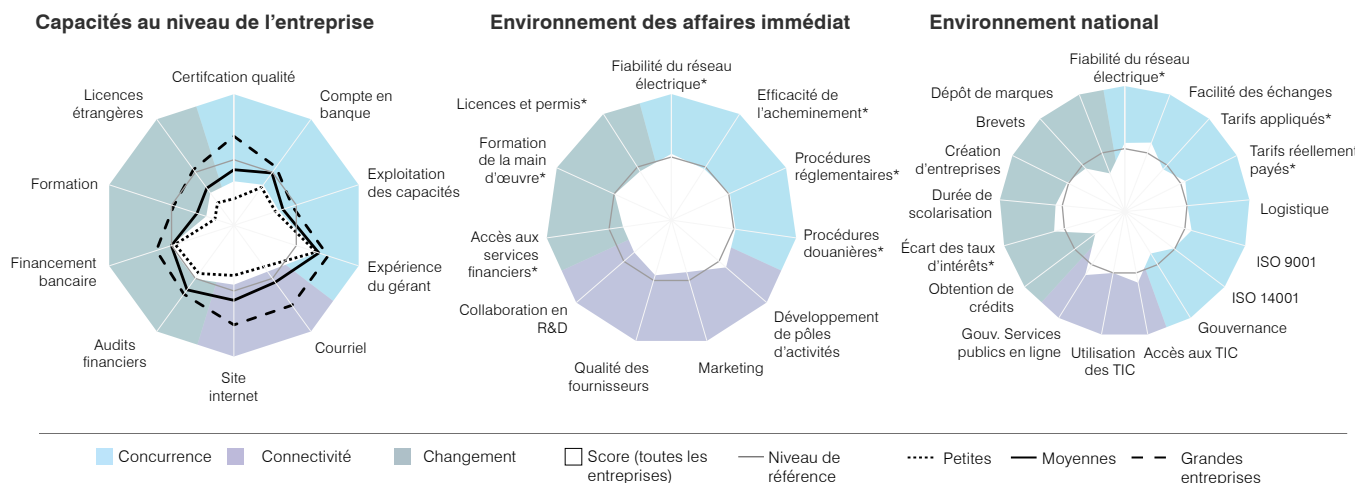 Capacités au niveau de l'entreprise
Certifcation qualité
Compte en
banque
Exploitation
des capacités
Expérience
du gérant
Courriel
Site
internet
Audits
financiers
Financement
bancaire
Formation
Licences
étrangères
Environnement des affaires immédiat
Fiabilité du réseau
électrique*
Efficacité de
l'acheminement*
Procédures
réglementaires*
Procédures
douanières*
Développement
de pôles
d'activités
Marketing
Qualité des
fournisseurs
Collaboration en
R&D
Accès aux
services
financiers*
Formation
de la main
d'œuvre*
Licences et permis*
Environnement national
Fiabilité du réseau
électrique*
Facilité des échanges
Tarifs appliqués*
Tarifs réellement
payés*
Logistique
ISO 9001
ISO 14001
Gouvernance
Accès aux TIC
Utilisation
des TIC
Gouv. Services
publics en ligne
Obtention de
crédits
Écart des taux
d'intérêts*
Durée de
scolarisation
Création
d'entreprises
Brevets
Dépôt de marques
Concurrence
Connectivité
Changement
Score (toutes les
entreprises)
Niveau de
référence
Petites
Moyennes
Grandes
entreprises